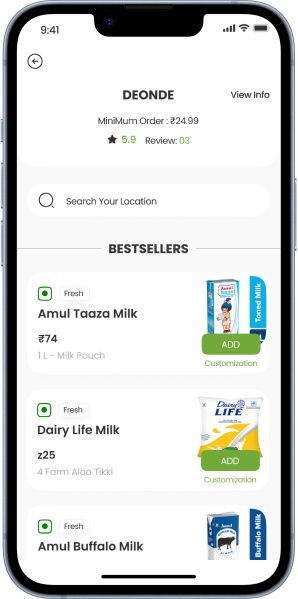 9:41
DEONDE
View Info
MiniMum Order : ₹24.99
5.9 Review: 03
Search Your Location
BESTSELLERS
Fresh
Amul Taaza Milk
₹74
1 L - Milk Pouch
Amul
Taaza
Toned Milk
ADD
Customization
Fresh
Dairy Life Milk
z25
4 Farm Aloo Tikki
Dairy
LIFE
ADD
Customization
Fresh
Amul Buffalo Milk
Amul
Buffalo Milk